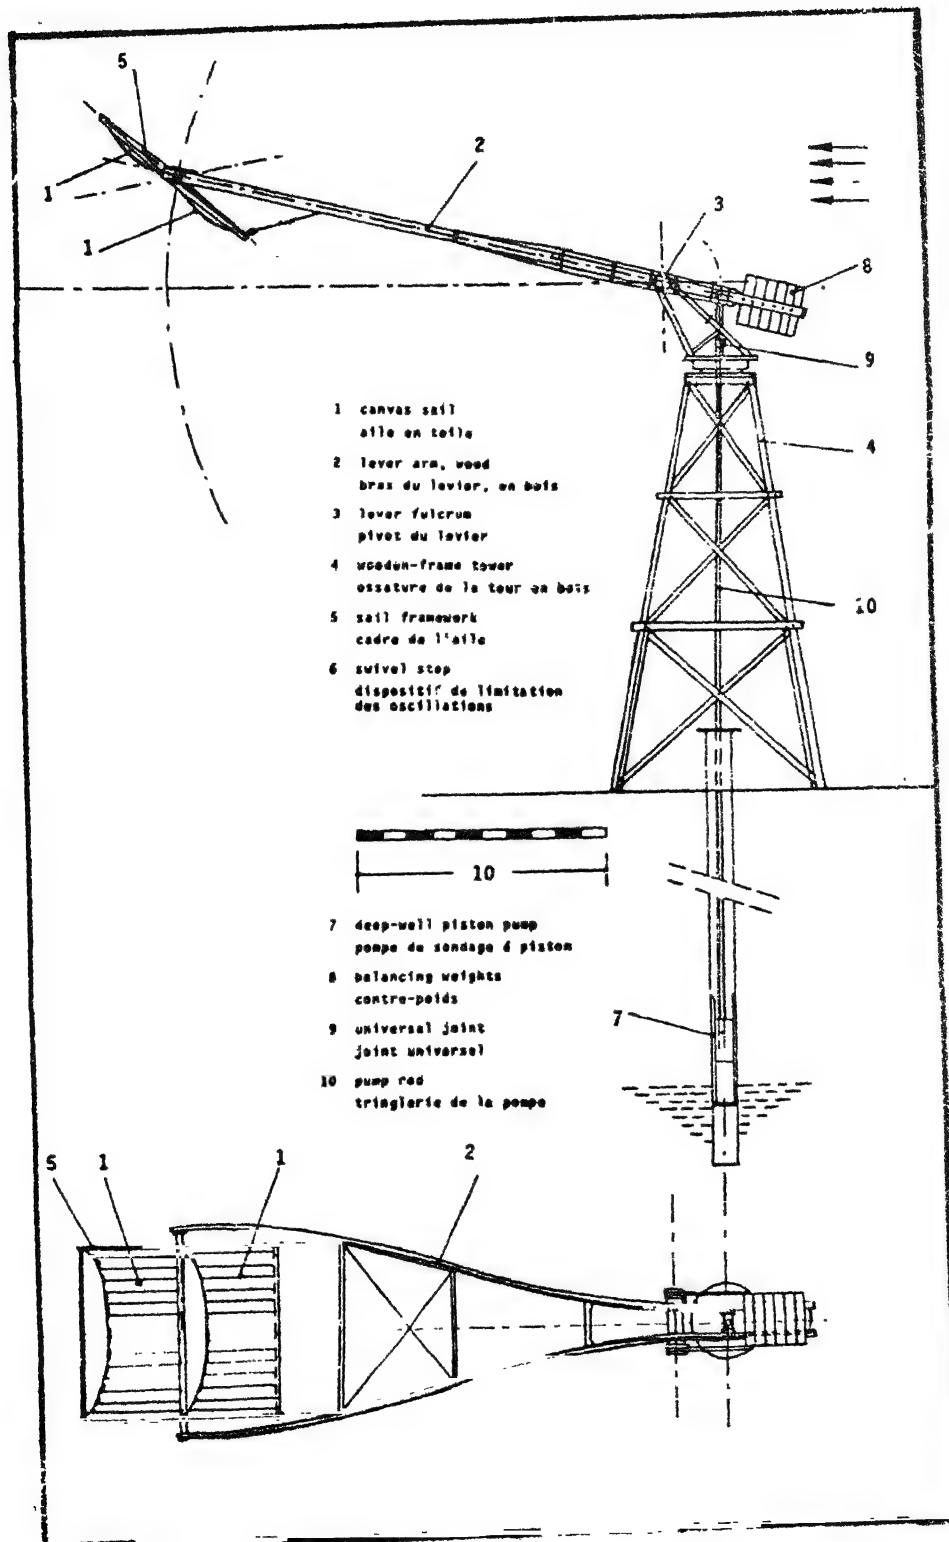 5
2
1
3
1
8
9
1 canvas sail
aile en toile
4
2 lever arm, wood
bras du levier, en bois
3 lever fulcrum
pivot du levier
4 wooden-frame tower
ossature de la tour en bois
10
5 sail framework
cadre de l'aile
6 swivel stop
dispositif de limitation
des oscillations
10
7 deep-well piston pump
pompe de sondage à piston
8 balancing weights
contre-poids
7
9 universal joint
joint universel
10 pump rod
tringlerie de la pompe
5 1 1 2